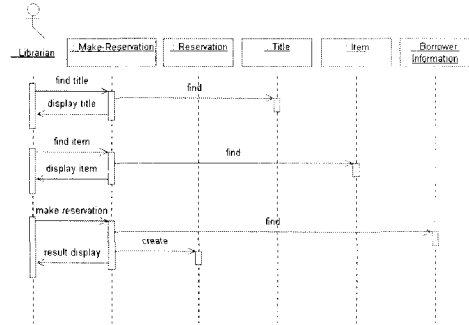 : Librarian
: Make-Reservation
: Reservation
: Title
: Item
: Borrower
Information
find title
find
display title
find item
find
display item
make reservation
find
create
result display